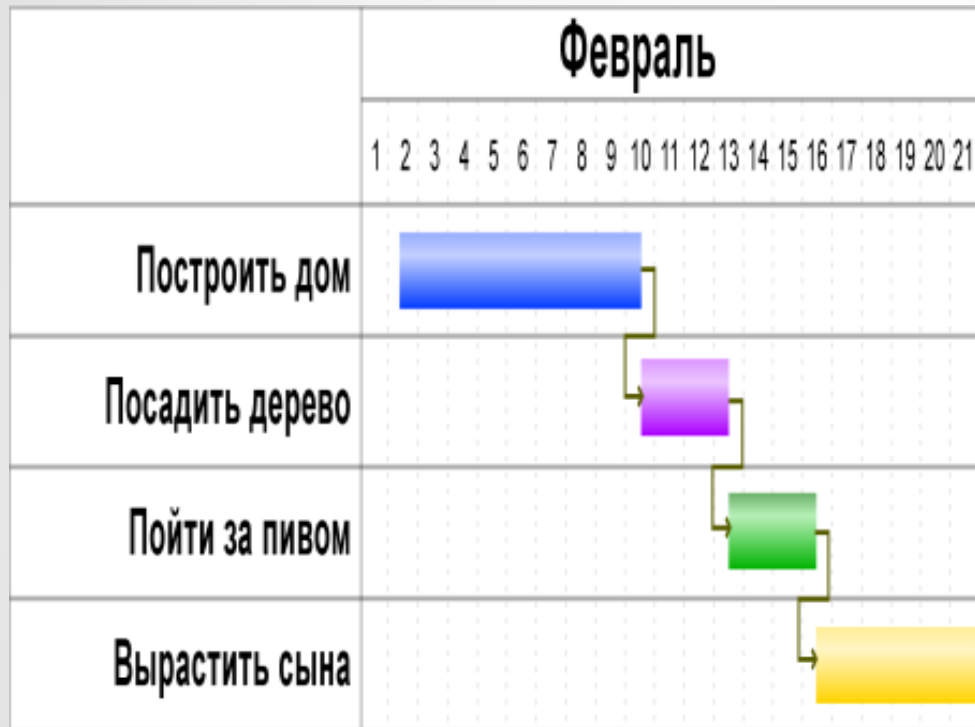 Февраль
1 2 3 4 5 6 7 8 9 10 11 12 13 14 15 16 17 18 19 20 21
Построить дом
Посадить дерево
Пойти за пивом
Вырастить сына